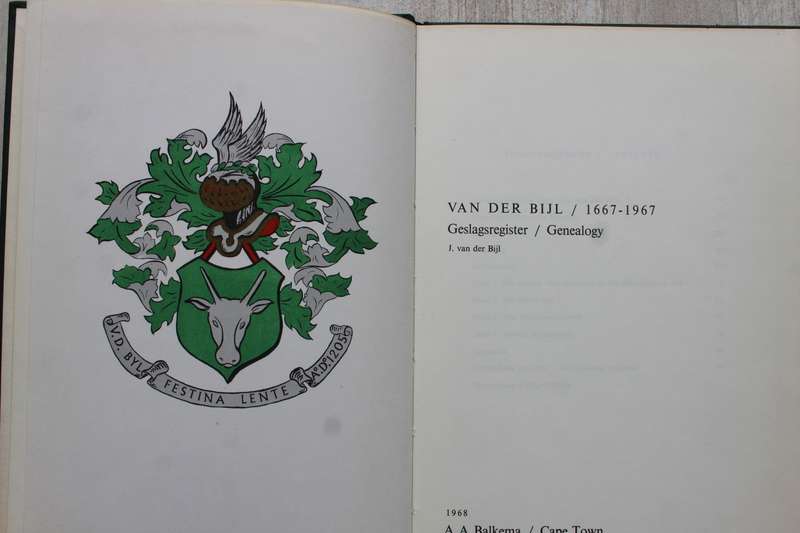 V.D. BYL
FESTINA LENTE
Aº Dº 1205
VAN DER BIJL / 1667-1967
Geslagsregister / Genealogy
J. van der Bijl
1968
A. A. Balkema / Cape Town